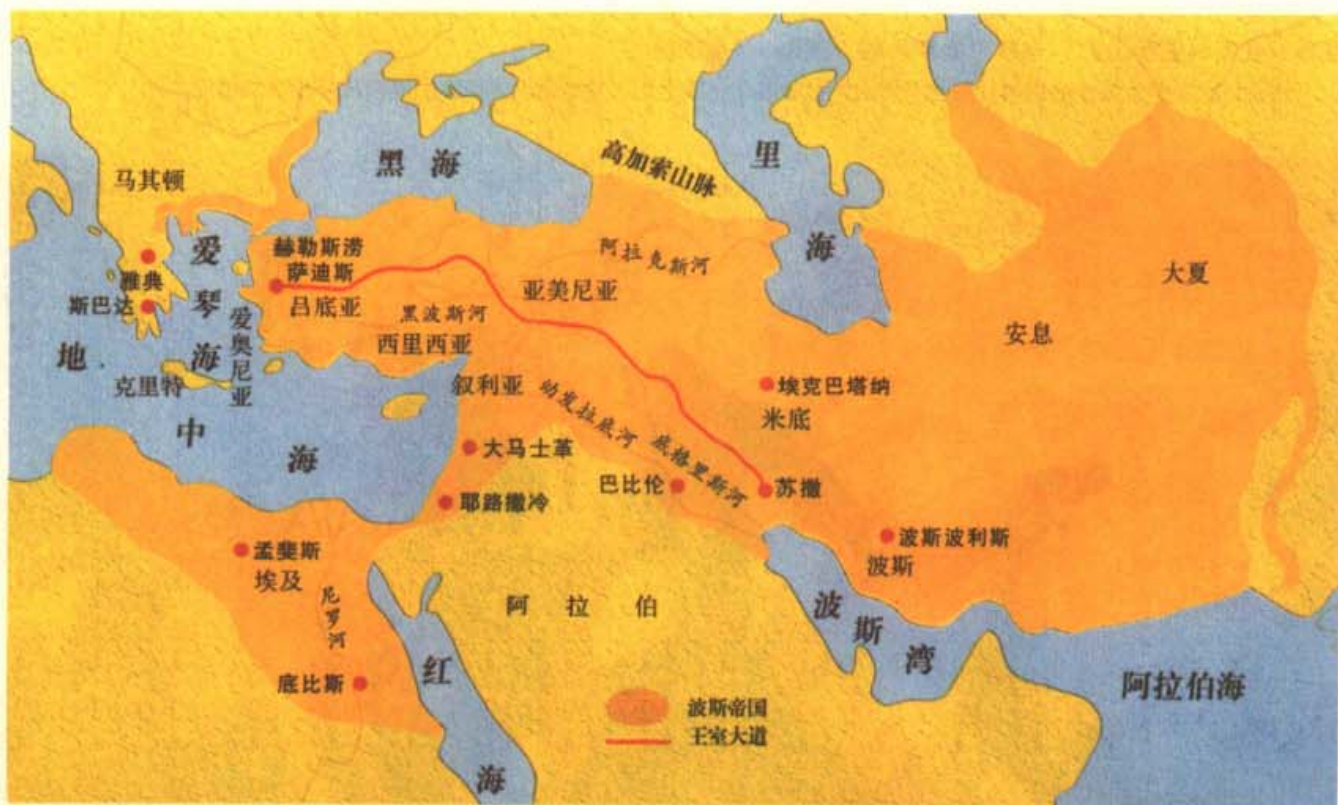 黑海
高加索山脉
里海
马其顿
爱琴海
赫勒斯涝
萨迪斯
阿拉克斯河
大夏
雅典
斯巴达
吕底亚
黑波斯河
亚美尼亚
安息
爱奥尼亚
西里西亚
地中海
克里特
叙利亚
幼发拉底河
底格里斯河
埃克巴塔纳
米底
大马士革
巴比伦
苏撒
耶路撒冷
孟斐斯
埃及
波斯波利斯
波斯
尼罗河
阿拉伯
波斯湾
底比斯
红海
阿拉伯海
波斯帝国
王室大道